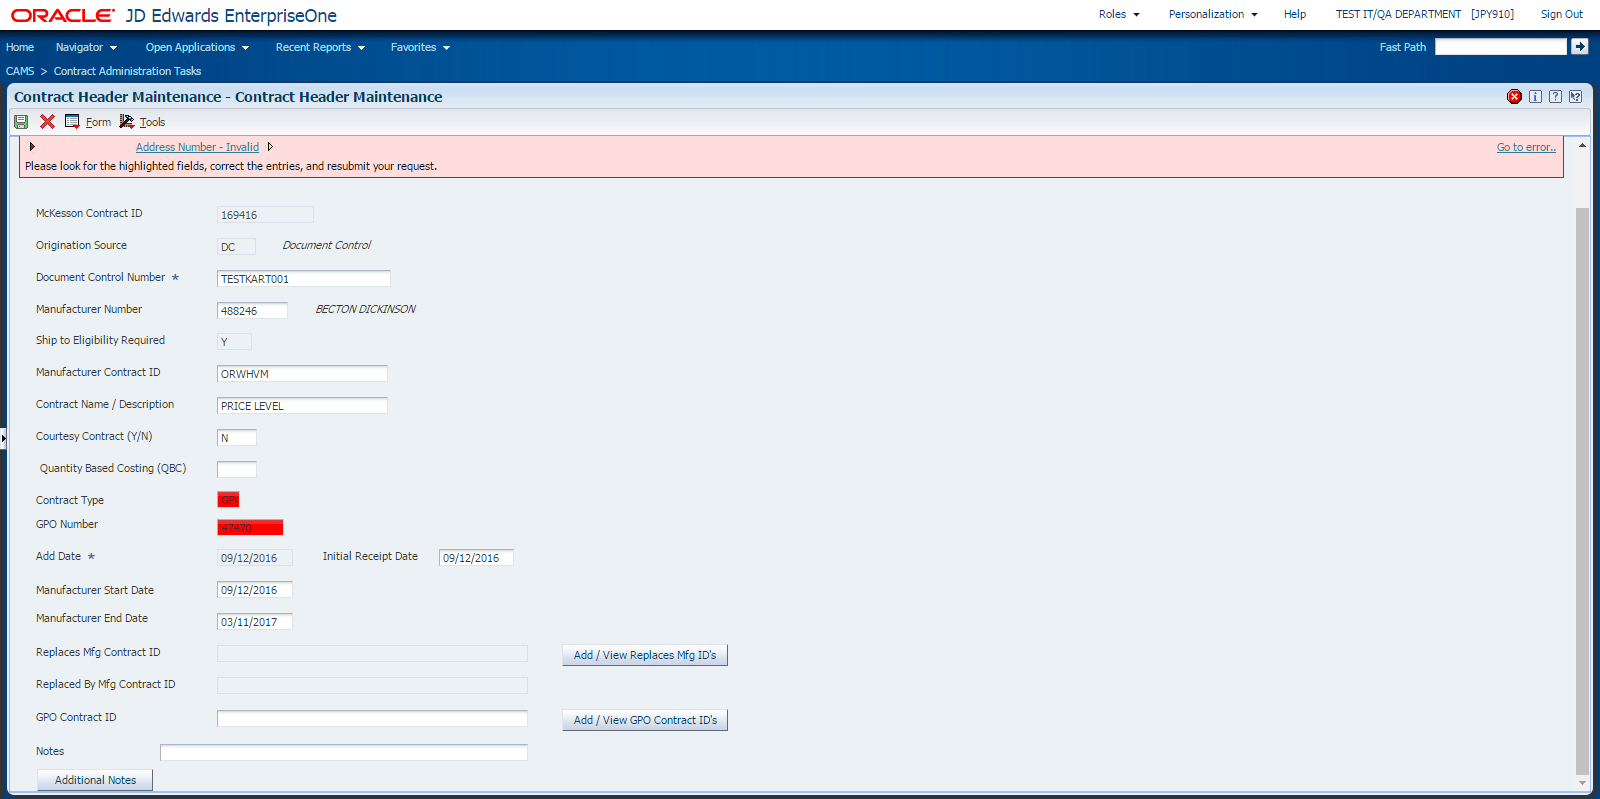 ORACLE JD Edwards EnterpriseOne Roles Personalization Help TEST IT/QA DEPARTMENT [JPY910] Sign Out
Home Navigator Open Applications Recent Reports Favorites Fast Path
CAMS > Contract Administration Tasks
Contract Header Maintenance - Contract Header Maintenance
Form Tools
Address Number - Invalid Go to error..
Please look for the highlighted fields, correct the entries, and resubmit your request.
McKesson Contract ID 169416
Origination Source DC Document Control
Document Control Number * TESTKART001
Manufacturer Number 488246 BECTON DICKINSON
Ship to Eligibility Required Y
Manufacturer Contract ID ORWHVM
Contract Name / Description PRICE LEVEL
Courtesy Contract (Y/N) N
Quantity Based Costing (QBC)
Contract Type
GPO Number 47470
Add Date * 09/12/2016 Initial Receipt Date 09/12/2016
Manufacturer Start Date 09/12/2016
Manufacturer End Date 03/11/2017
Replaces Mfg Contract ID Add / View Replaces Mfg ID's
Replaced By Mfg Contract ID
GPO Contract ID Add / View GPO Contract ID's
Notes
Additional Notes